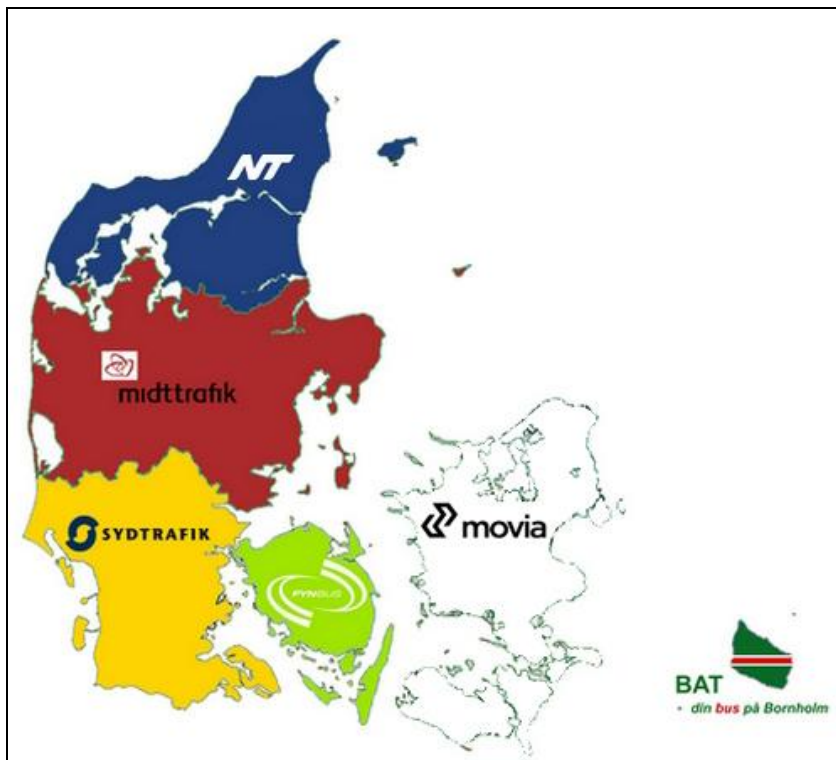 NT
midttrafik
SYDTRAFIK
FYNBUS
movia
BAT
- din bus på Bornholm